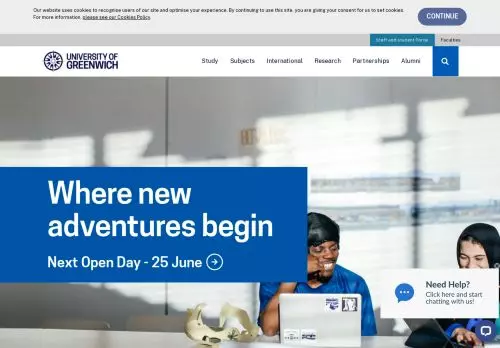 Our website uses cookies to recognise users of our site and optimise your experience. By continuing to use this site, you are giving your consent for us to set cookies.
For more information, please see our Cookies Policy.
CONTINUE
Staff and student Portal
Faculties
UNIVERSITY OF
GREENWICH
Study Subjects International Research Partnerships Alumni
Where new
adventures begin
Next Open Day - 25 June
Need Help?
Click here and start
chatting with us!